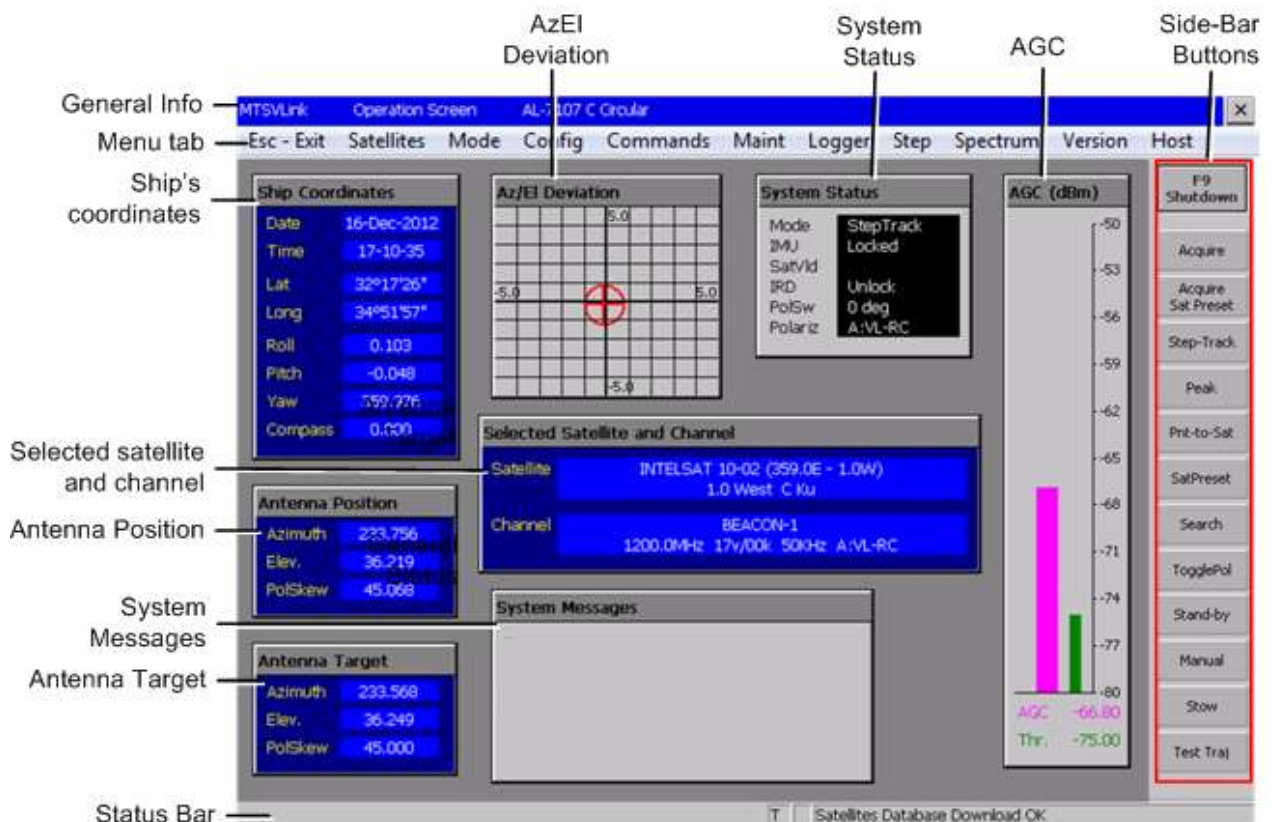 AzEl
Deviation
System
Status
AGC
Side-Bar
Buttons
General Info
MTSVLink Operation Screen AL-7107 C Circular
Menu tab
Esc - Exit Satellites Mode Config Commands Maint Logger Step Spectrum Version Host
Ship's
coordinates
Ship Coordinates
Date 16-Dec-2012
Time 17-10-35
Lat 32°17'26"
Long 34°51'57"
Roll 0.103
Pitch -0.048
Yaw 359.976
Compass 0.000
Az/El Deviation
5.0
-5.0 5.0
-5.0
System Status
Mode StepTrack
IMU Locked
SatVld
IRD Unlock
PolSw 0 deg
Polariz A:VL-RC
AGC (dBm)
-50
-53
-56
-59
-62
-65
-68
-71
-74
-77
-80
AGC -66.80
Thr. -75.00
F9
Shutdown
Acquire
Acquire
Sat Preset
Step-Track
Peak
Pnt-to-Sat
SatPreset
Search
TogglePol
Stand-by
Manual
Stow
Test Traj
Selected satellite
and channel
Selected Satellite and Channel
Satellite INTELSAT 10-02 (359.0E - 1.0W)
1.0 West C Ku
Channel BEACON-1
1200.0MHz 17v/00k 50KHz A:VL-RC
Antenna Position
Antenna Position
Azimuth 233.756
Elev. 36.219
PolSkew 45.068
System
Messages
System Messages
Antenna Target
Antenna Target
Azimuth 233.568
Elev. 36.249
PolSkew 45.000
Status Bar
T Satellites Database Download OK